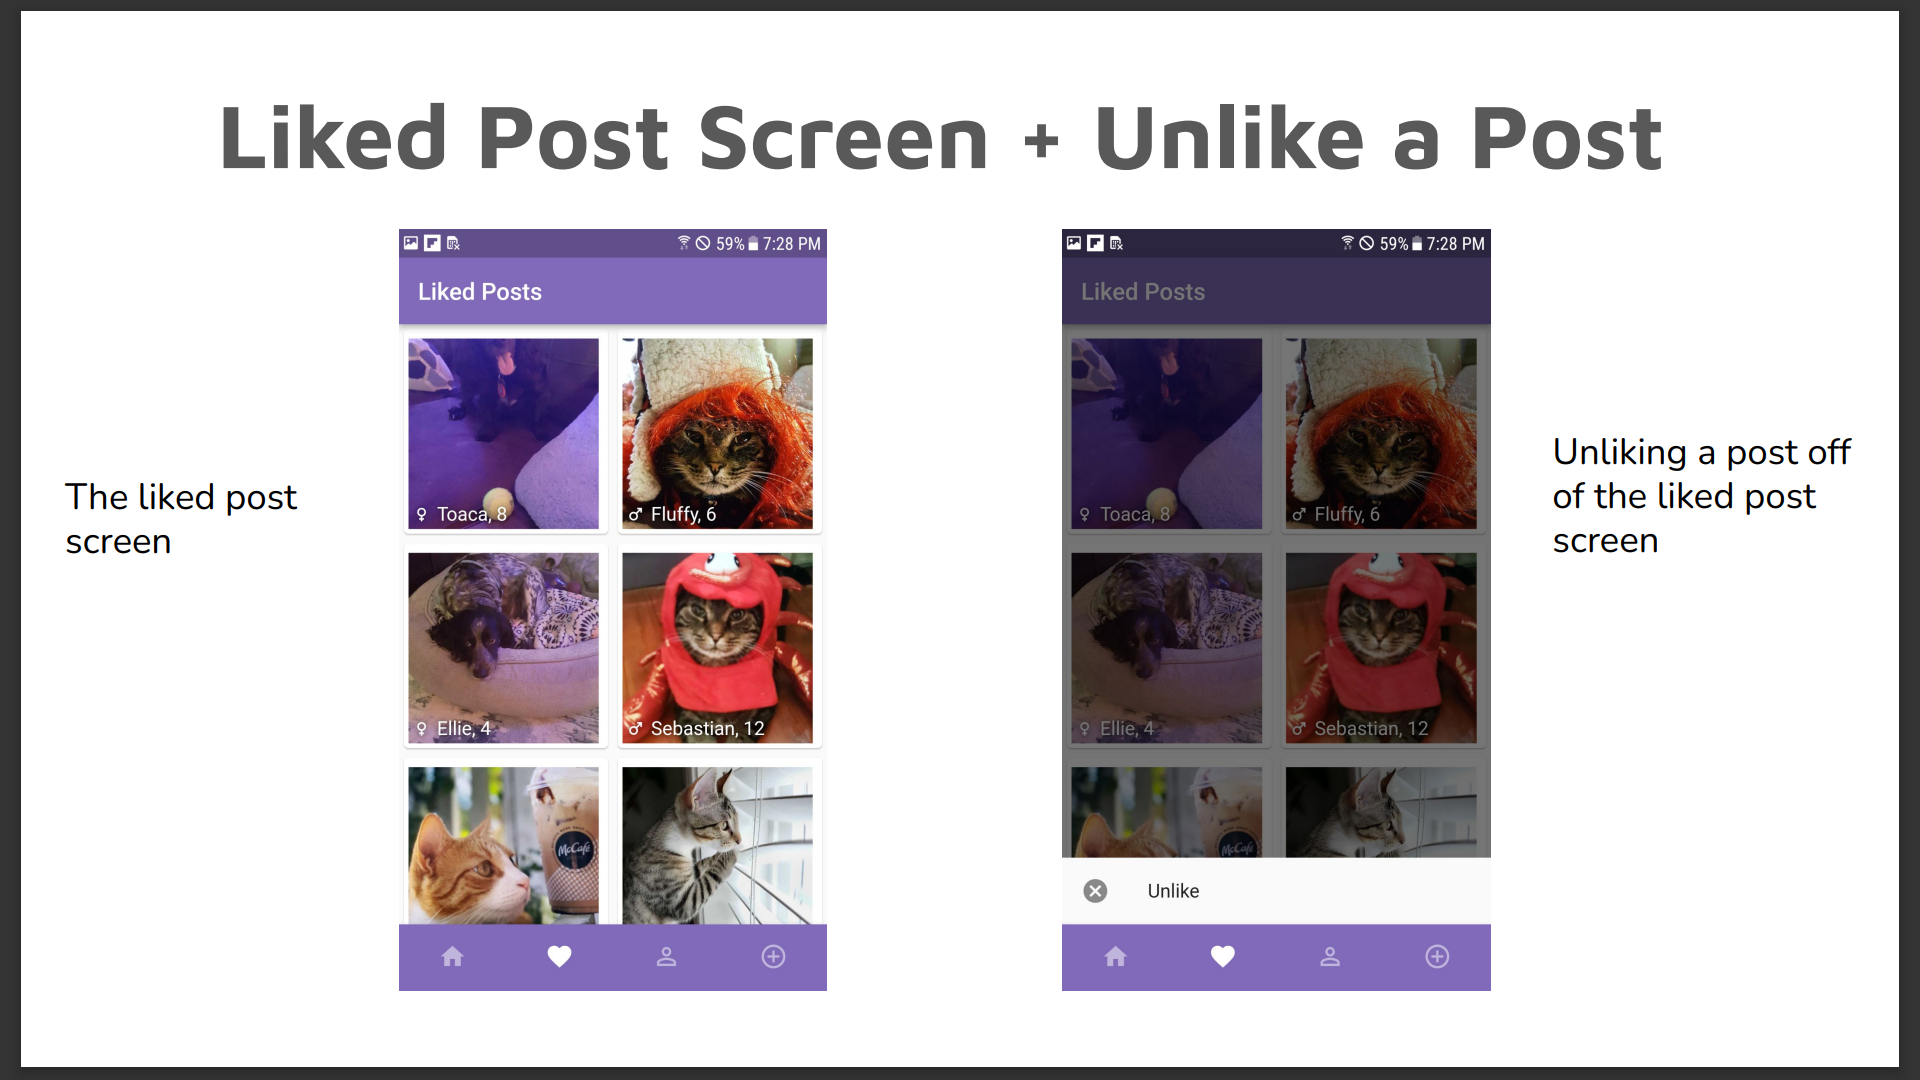 Liked Post Screen + Unlike a Post
The liked post
screen
59% 7:28 PM
Liked Posts
♀ Toaca, 8
♂ Fluffy, 6
♀ Ellie, 4
♂ Sebastian, 12
McCafé
59% 7:28 PM
Liked Posts
♀ Toaca, 8
♂ Fluffy, 6
♀ Ellie, 4
♂ Sebastian, 12
McCafé
Unlike
Unliking a post off
of the liked post
screen